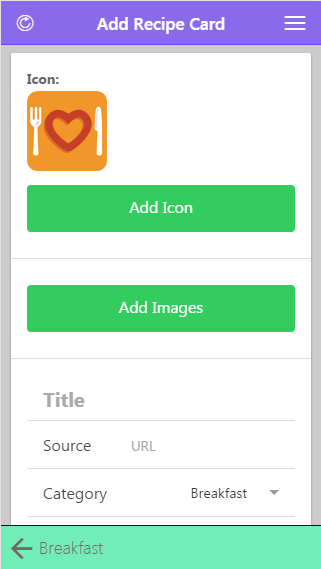 Add Recipe Card
Icon:
Add Icon
Add Images
Title
Source URL
Category Breakfast
Breakfast